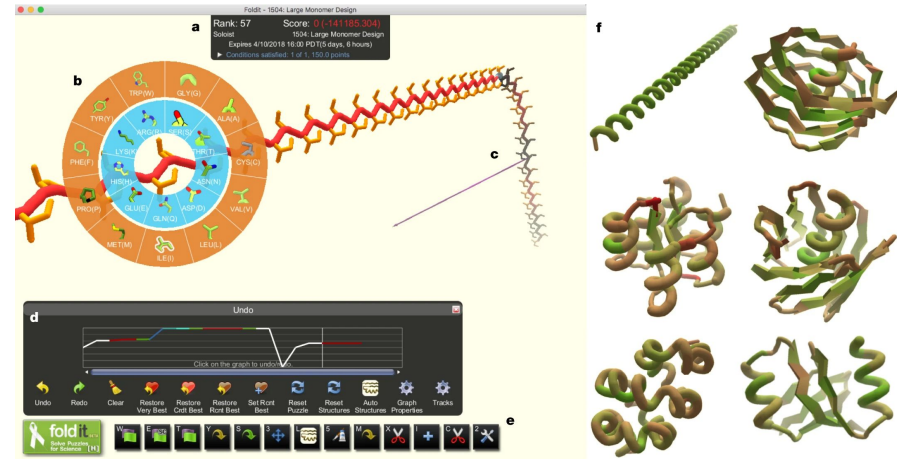 Foldit - 1504: Large Monomer Design
a
Rank: 57 Score: 0 (-141185.304)
Soloist 1504: Large Monomer Design
Expires 4/10/2018 16:00 PDT(5 days, 6 hours)
▶ Conditions satisfied: 1 of 1, 150.0 points
f
b
TRP(W) GLY(G)
TYR(Y) ARG(R) SER(S) ALA(A)
PHE(F) LYS(K) THR(T) CYS(C)
HIS(H) ASN(N)
PRO(P) GLU(E) GLN(Q) ASP(D) VAL(V)
MET(M) ILE(I) LEU(L)
c
d
Undo
Click on the graph to undo/redo.
Undo Redo Clear Restore Very Best Restore Crdt Best Restore Rcnt Best Set Rcnt Best Reset Puzzle Reset Structures Auto Structures Graph Properties Tracks
e
foldit
Solve Puzzles
for Science [H]
W E T Y S 3 L 5 M X I C 2